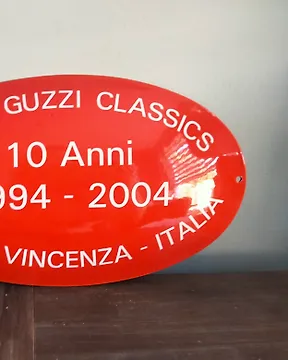 GUZZI CLASSICS
10 Anni
994 - 2004
VINCENZA - ITALIA